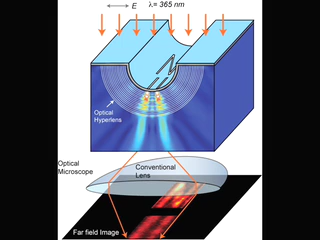 E λ= 365 nm
Optical
Hyperlens
Optical
Microscope
Conventional
Lens
Far field Image